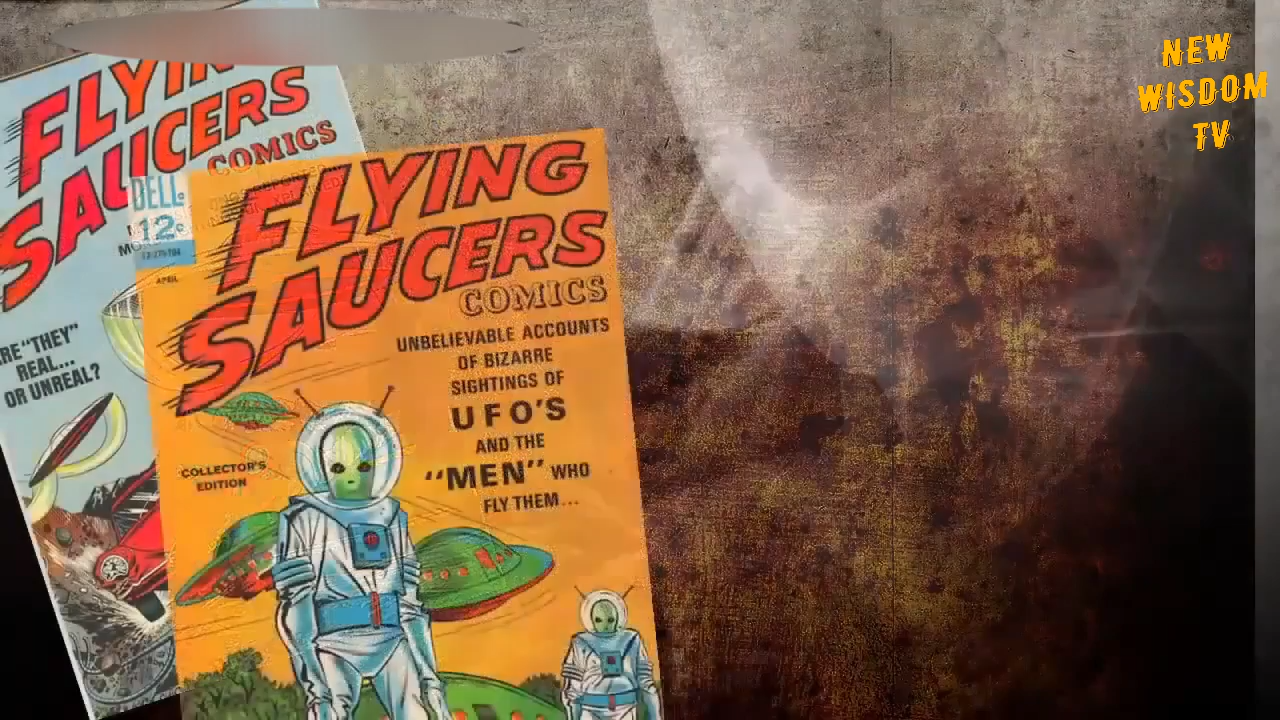 FLYIN
SAUCERS
COMICS
RE "THEY"
REAL...
OR UNREAL?
DELL
12¢
APRIL
FLYING
SAUCERS
COMICS
UNBELIEVABLE ACCOUNTS
OF BIZARRE
SIGHTINGS OF
UFO'S
AND THE
"MEN" WHO
FLY THEM...
COLLECTOR'S
EDITION
NEW
WISDOM
TV